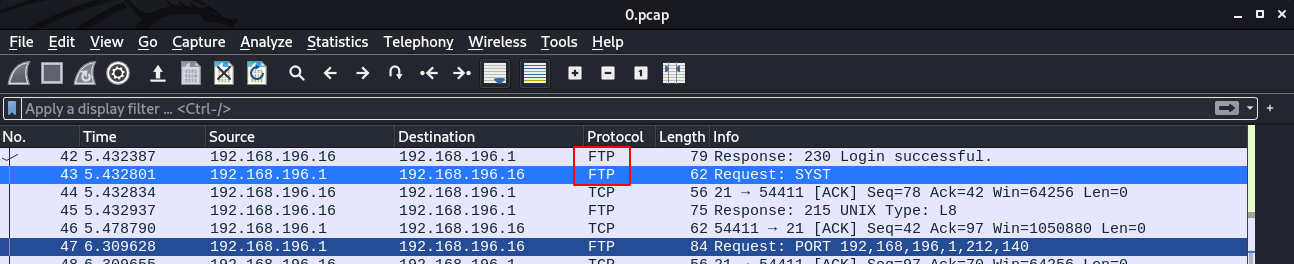 0.pcap
File Edit View Go Capture Analyze Statistics Telephony Wireless Tools Help
Apply a display filter … <Ctrl-/>
No. Time Source Destination Protocol Length Info
42 5.432387 192.168.196.16 192.168.196.1 FTP 79 Response: 230 Login successful.
43 5.432801 192.168.196.1 192.168.196.16 FTP 62 Request: SYST
44 5.432834 192.168.196.16 192.168.196.1 TCP 56 21 → 54411 [ACK] Seq=78 Ack=42 Win=64256 Len=0
45 5.432937 192.168.196.16 192.168.196.1 FTP 75 Response: 215 UNIX Type: L8
46 5.478790 192.168.196.1 192.168.196.16 TCP 62 54411 → 21 [ACK] Seq=42 Ack=97 Win=1050880 Len=0
47 6.309628 192.168.196.1 192.168.196.16 FTP 84 Request: PORT 192,168,196,1,212,140
48 6.309655 192.168.196.16 192.168.196.1 TCP 56 21 → 54411 [ACK] Seq=97 Ack=70 Win=64256 Len=0